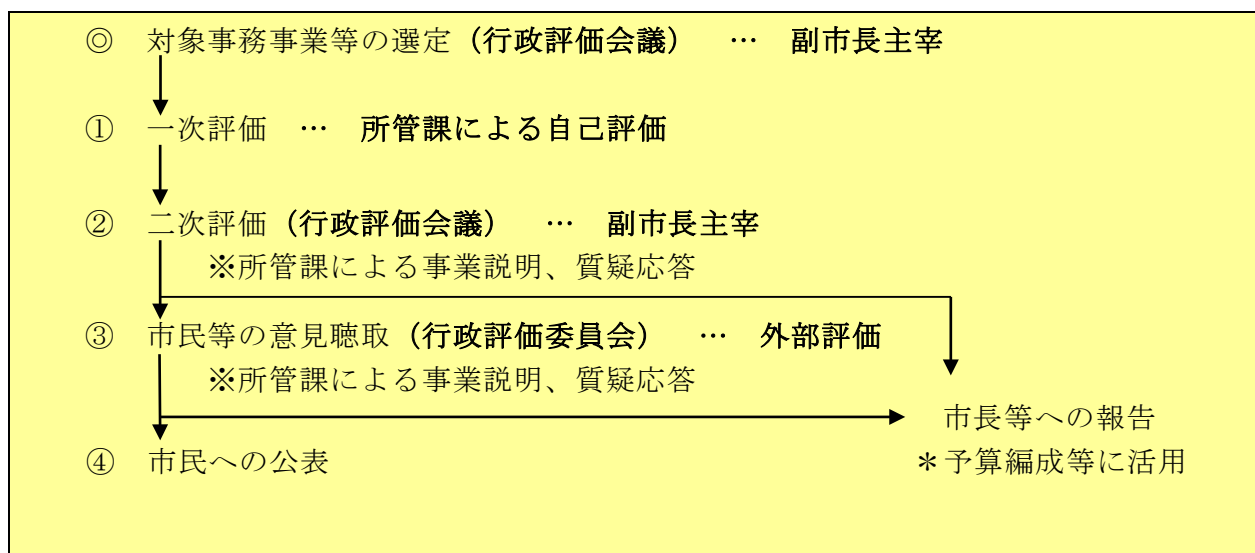 ◎ 対象事務事業等の選定（行政評価会議） … 副市長主宰
① 一次評価 … 所管課による自己評価
② 二次評価（行政評価会議） … 副市長主宰
※所管課による事業説明、質疑応答
③ 市民等の意見聴取（行政評価委員会） … 外部評価
※所管課による事業説明、質疑応答
市長等への報告
④ 市民への公表
＊予算編成等に活用